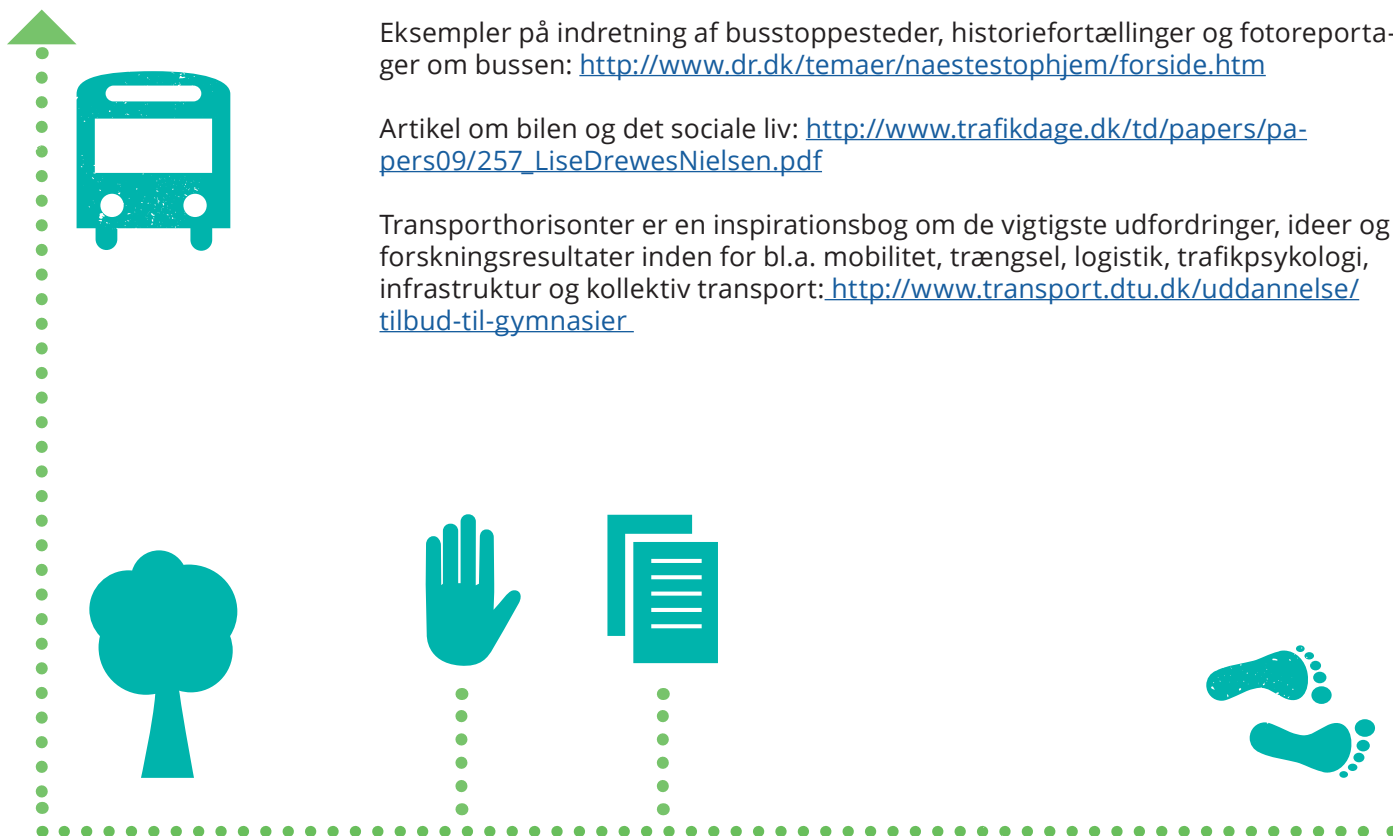 Eksempler på indretning af busstoppesteder, historiefortællinger og fotoreporta-
ger om bussen: http://www.dr.dk/temaer/naestestophjem/forside.htm
Artikel om bilen og det sociale liv: http://www.trafikdage.dk/td/papers/pa-
pers09/257_LiseDrewesNielsen.pdf
Transporthorisonter er en inspirationsbog om de vigtigste udfordringer, ideer og
forskningsresultater inden for bl.a. mobilitet, trængsel, logistik, trafikpsykologi,
infrastruktur og kollektiv transport: http://www.transport.dtu.dk/uddannelse/
tilbud-til-gymnasier